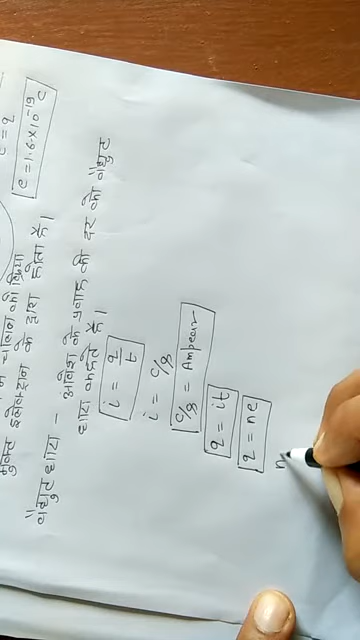 e = q
e = 1.6×10⁻¹⁹ C
मुक्त इलेक्ट्रान के द्वारा होता है।
वैधुत धारा – आवेश के प्रवाह की दर को वैधुत
धारा कहते हैं।
i = q/t
i = C/s
C/s = Ampear
q = it
q = ne
n